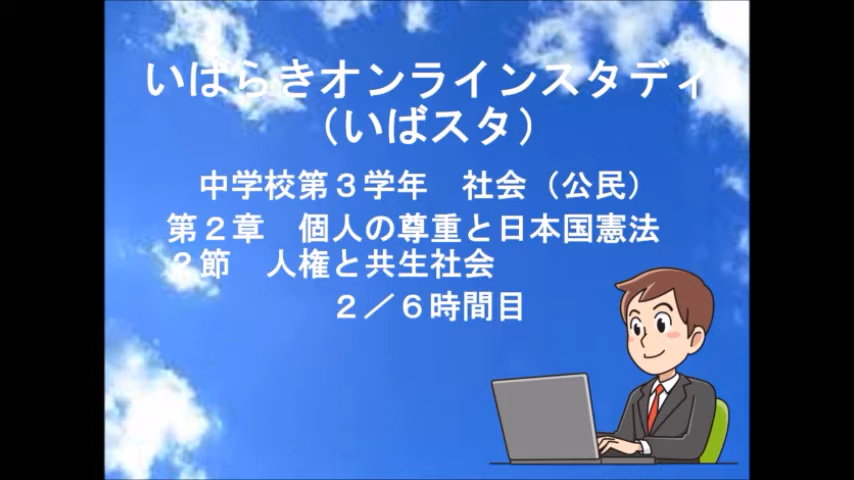 いばらきオンラインスタディ
（いばスタ）
中学校第３学年　社会（公民）
第２章　個人の尊重と日本国憲法
２節　人権と共生社会
２／６時間目